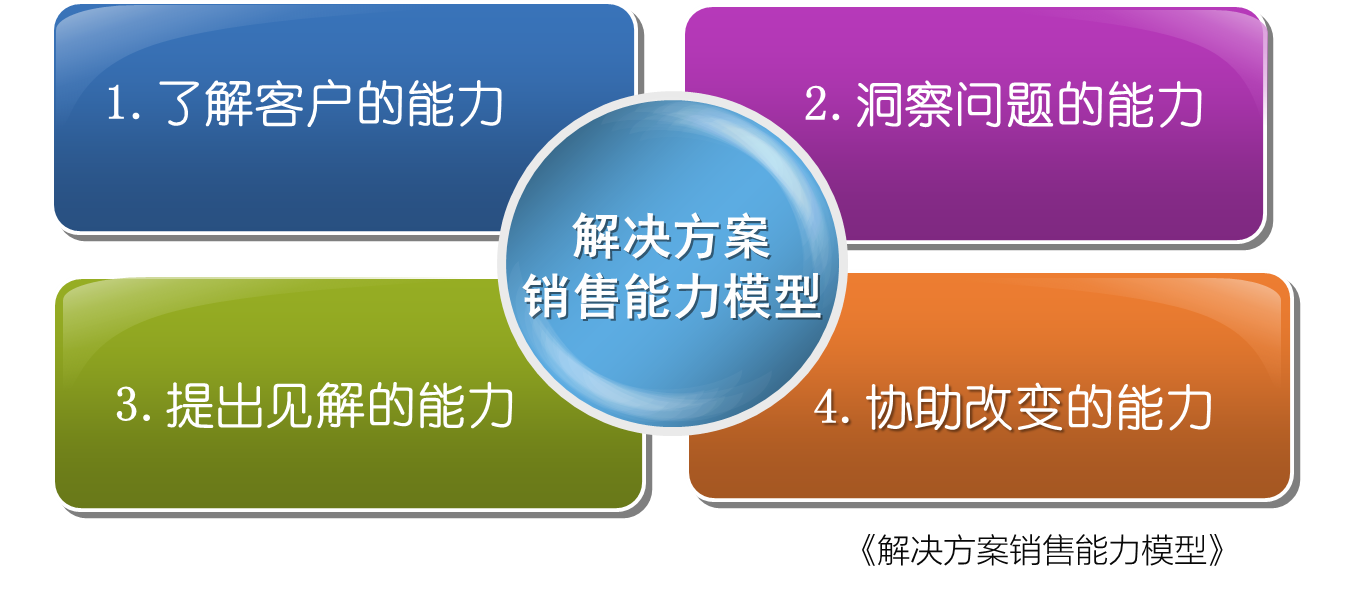 1. 了解客户的能力
2. 洞察问题的能力
解决方案
销售能力模型
3. 提出见解的能力
4. 协助改变的能力
《解决方案销售能力模型》